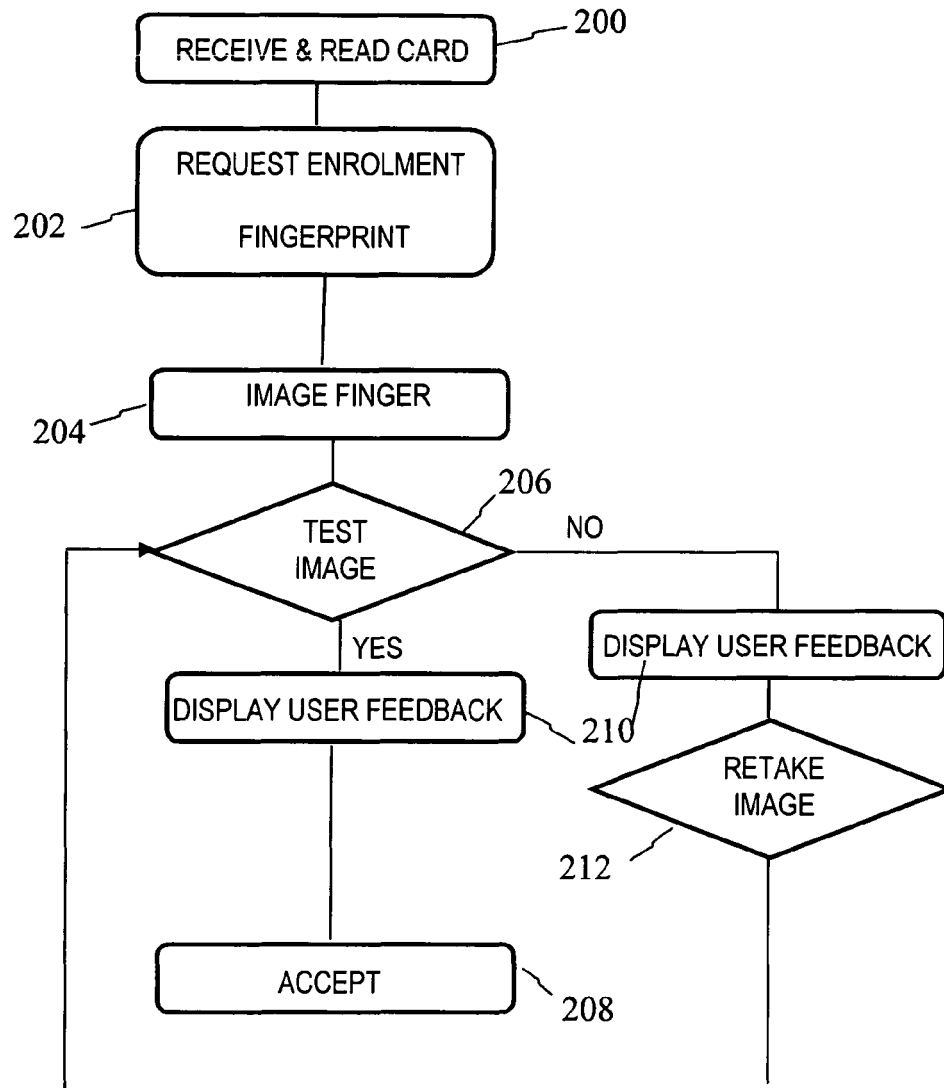 RECEIVE & READ CARD
200
REQUEST ENROLMENT
FINGERPRINT
202
IMAGE FINGER
204
206
TEST
IMAGE
NO
YES
DISPLAY USER FEEDBACK
DISPLAY USER FEEDBACK
210
RETAKE
IMAGE
212
ACCEPT
208